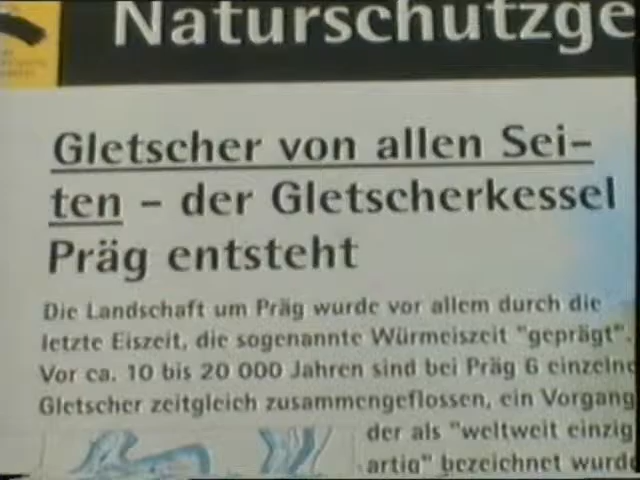 Naturschutzge
Gletscher von allen Sei-
ten – der Gletscherkessel
Präg entsteht
Die Landschaft um Präg wurde vor allem durch die
letzte Eiszeit, die sogenannte Würmeiszeit "geprägt".
Vor ca. 10 bis 20 000 Jahren sind bei Präg 6 einzelne
Gletscher zeitgleich zusammengeflossen, ein Vorgang
der als "weltweit einzig
artig" bezeichnet wurde